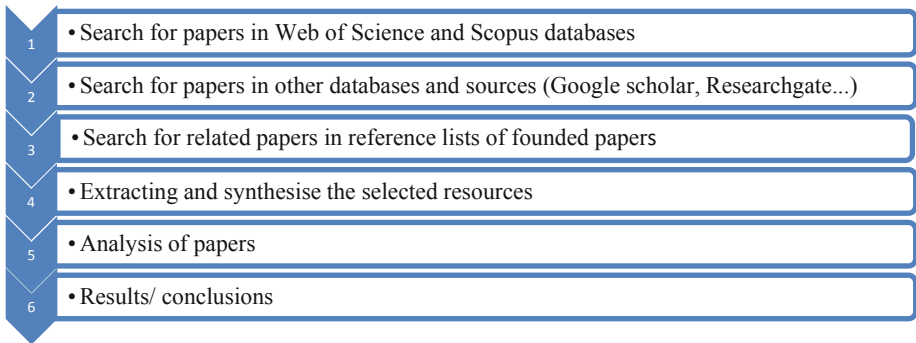 1 • Search for papers in Web of Science and Scopus databases
2 • Search for papers in other databases and sources (Google scholar, Researchgate...)
3 • Search for related papers in reference lists of founded papers
4 • Extracting and synthesise the selected resources
5 • Analysis of papers
6 • Results/ conclusions